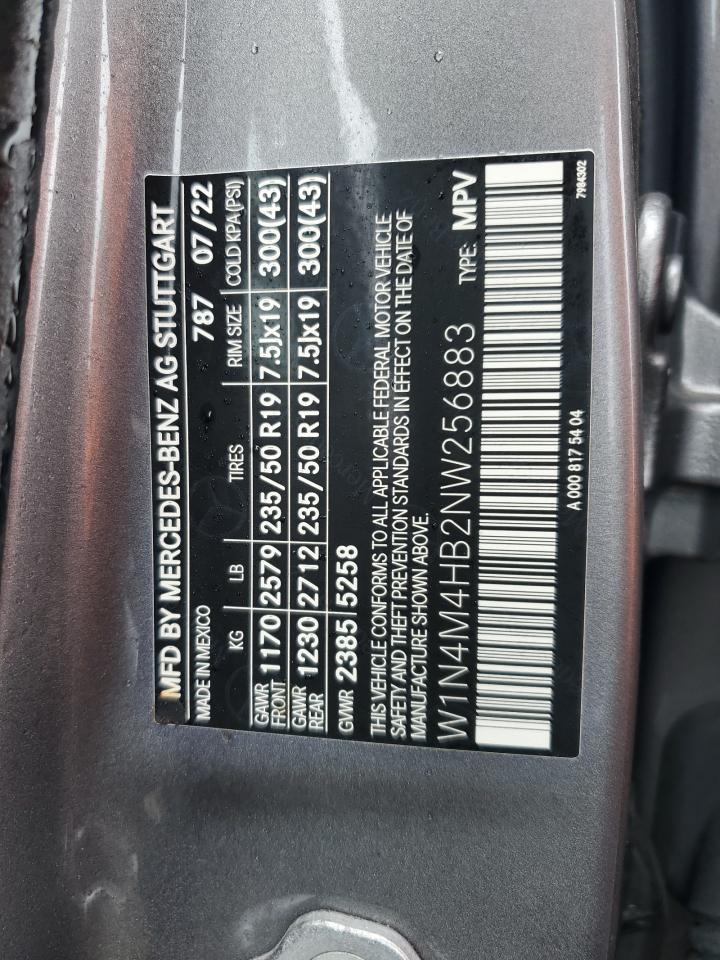 MFD BY MERCEDES-BENZ AG STUTTGART
MADE IN MEXICO 787 07/22
KG LB TIRES RIM SIZE COLD KPA(PSI)
GAWR FRONT 1170 2579 235/50 R19 7.5Jx19 300(43)
GAWR REAR 1230 2712 235/50 R19 7.5Jx19 300(43)
GVWR 2385 5258
THIS VEHICLE CONFORMS TO ALL APPLICABLE FEDERAL MOTOR VEHICLE
SAFETY AND THEFT PREVENTION STANDARDS IN EFFECT ON THE DATE OF
MANUFACTURE SHOWN ABOVE.
W1N4M4HB2NW256883 TYPE: MPV
A 000 817 54 04 7984302